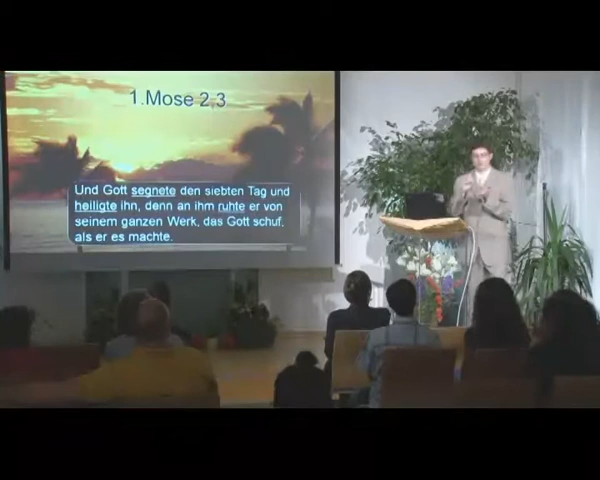 1.Mose 2,3
Und Gott segnete den siebten Tag und
heiligte ihn, denn an ihm ruhte er von
seinem ganzen Werk, das Gott schuf,
als er es machte.